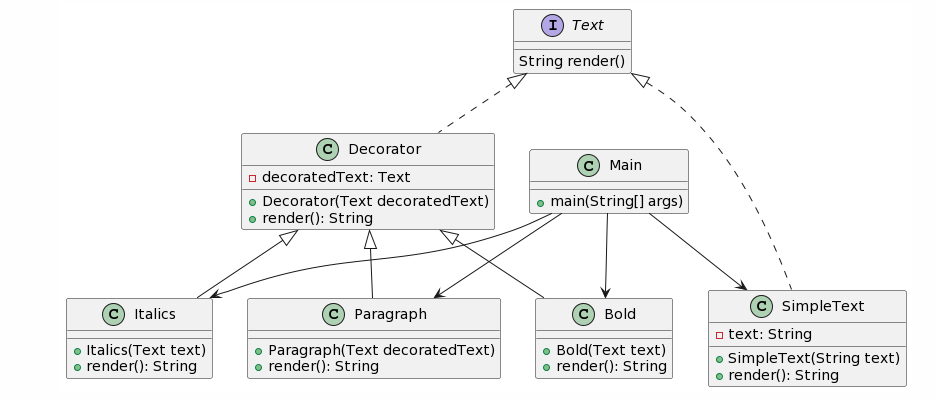 I Text
String render()
C Decorator
decoratedText: Text
Decorator(Text decoratedText)
render(): String
C Main
main(String[] args)
C Italics
Italics(Text text)
render(): String
C Paragraph
Paragraph(Text decoratedText)
render(): String
C Bold
Bold(Text text)
render(): String
C SimpleText
text: String
SimpleText(String text)
render(): String